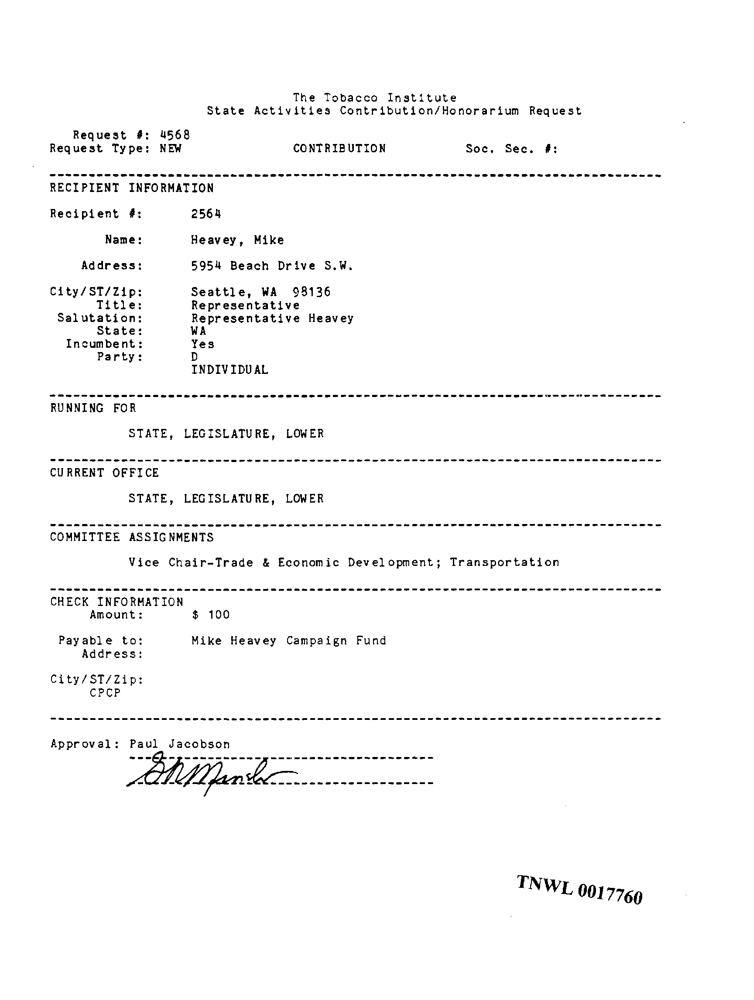 The Tobacco Institute
State Activities Contribution/Honorarium Request
Request #: 4568
Request Type: NEW CONTRIBUTION Soc. Sec. #:
RECIPIENT INFORMATION
Recipient #: 2564
Name: Heavey, Mike
Address: 5954 Beach Drive S.W.
City/ST/Zip: Seattle, WA 98136
Title: Representative
Salutation: Representative Heavey
State: WA
Incumbent: Yes
Party: D
INDIVIDUAL
RUNNING FOR
STATE, LEGISLATURE, LOWER
CURRENT OFFICE
STATE, LEGISLATURE, LOWER
COMMITTEE ASSIGNMENTS
Vice Chair-Trade & Economic Development; Transportation
CHECK INFORMATION
Amount: $ 100
Payable to: Mike Heavey Campaign Fund
Address:
City/ST/Zip:
CPCP
Approval: Paul Jacobson
TNWL 0017760